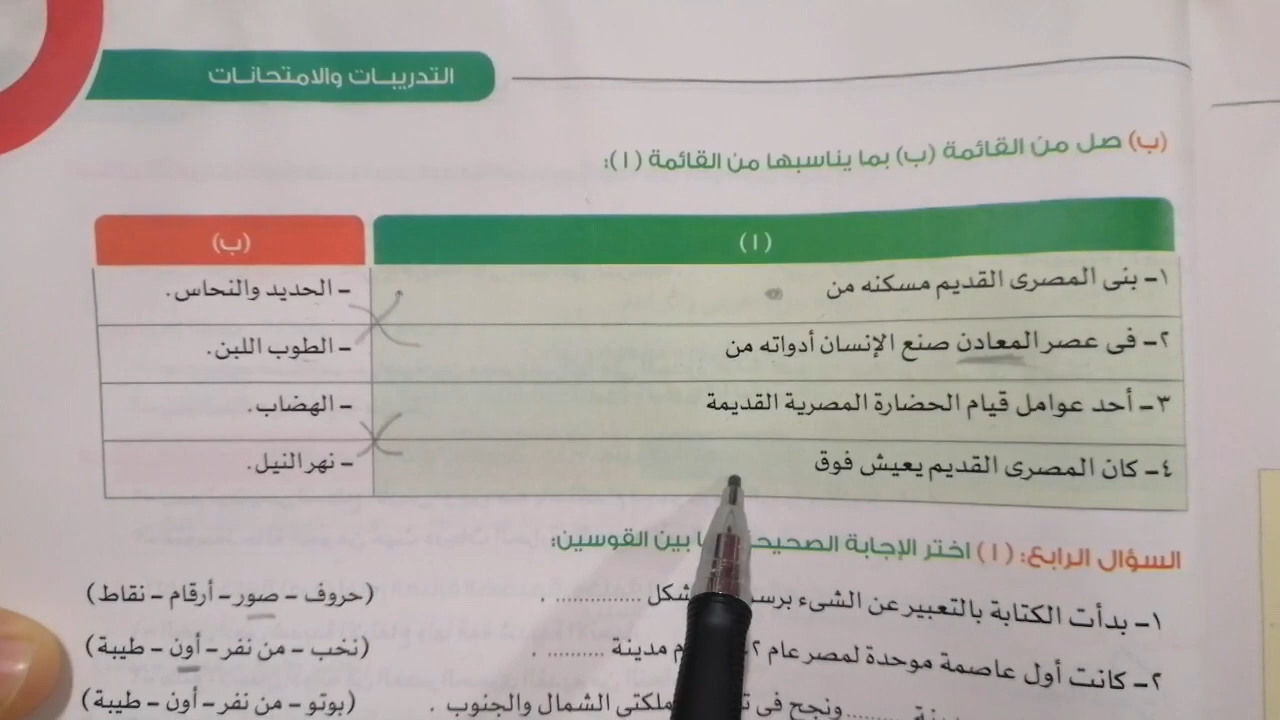 التدريبات والامتحانات
(ب) صل من القائمة (ب) بما يناسبها من القائمة (ا):
(ا) (ب)
١- بنى المصرى القديم مسكنه من - الحديد والنحاس.
٢- فى عصر المعادن صنع الإنسان أدواته من - الطوب اللبن.
٣- أحد عوامل قيام الحضارة المصرية القديمة - الهضاب.
٤- كان المصرى القديم يعيش فوق - نهر النيل.
السؤال الرابع: (ا) اختر الإجابة الصحيحة بين القوسين:
١- بدأت الكتابة بالتعبير عن الشىء شكل ............... . (حروف - صور - أرقام - نقاط)
٢- كانت أول عاصمة موحدة لمصر عام مدينة .......... . (نخب - من نفر - أون - طيبة)
ونجح فى الشمال والجنوب . (بوتو - من نفر - أون - طيبة)